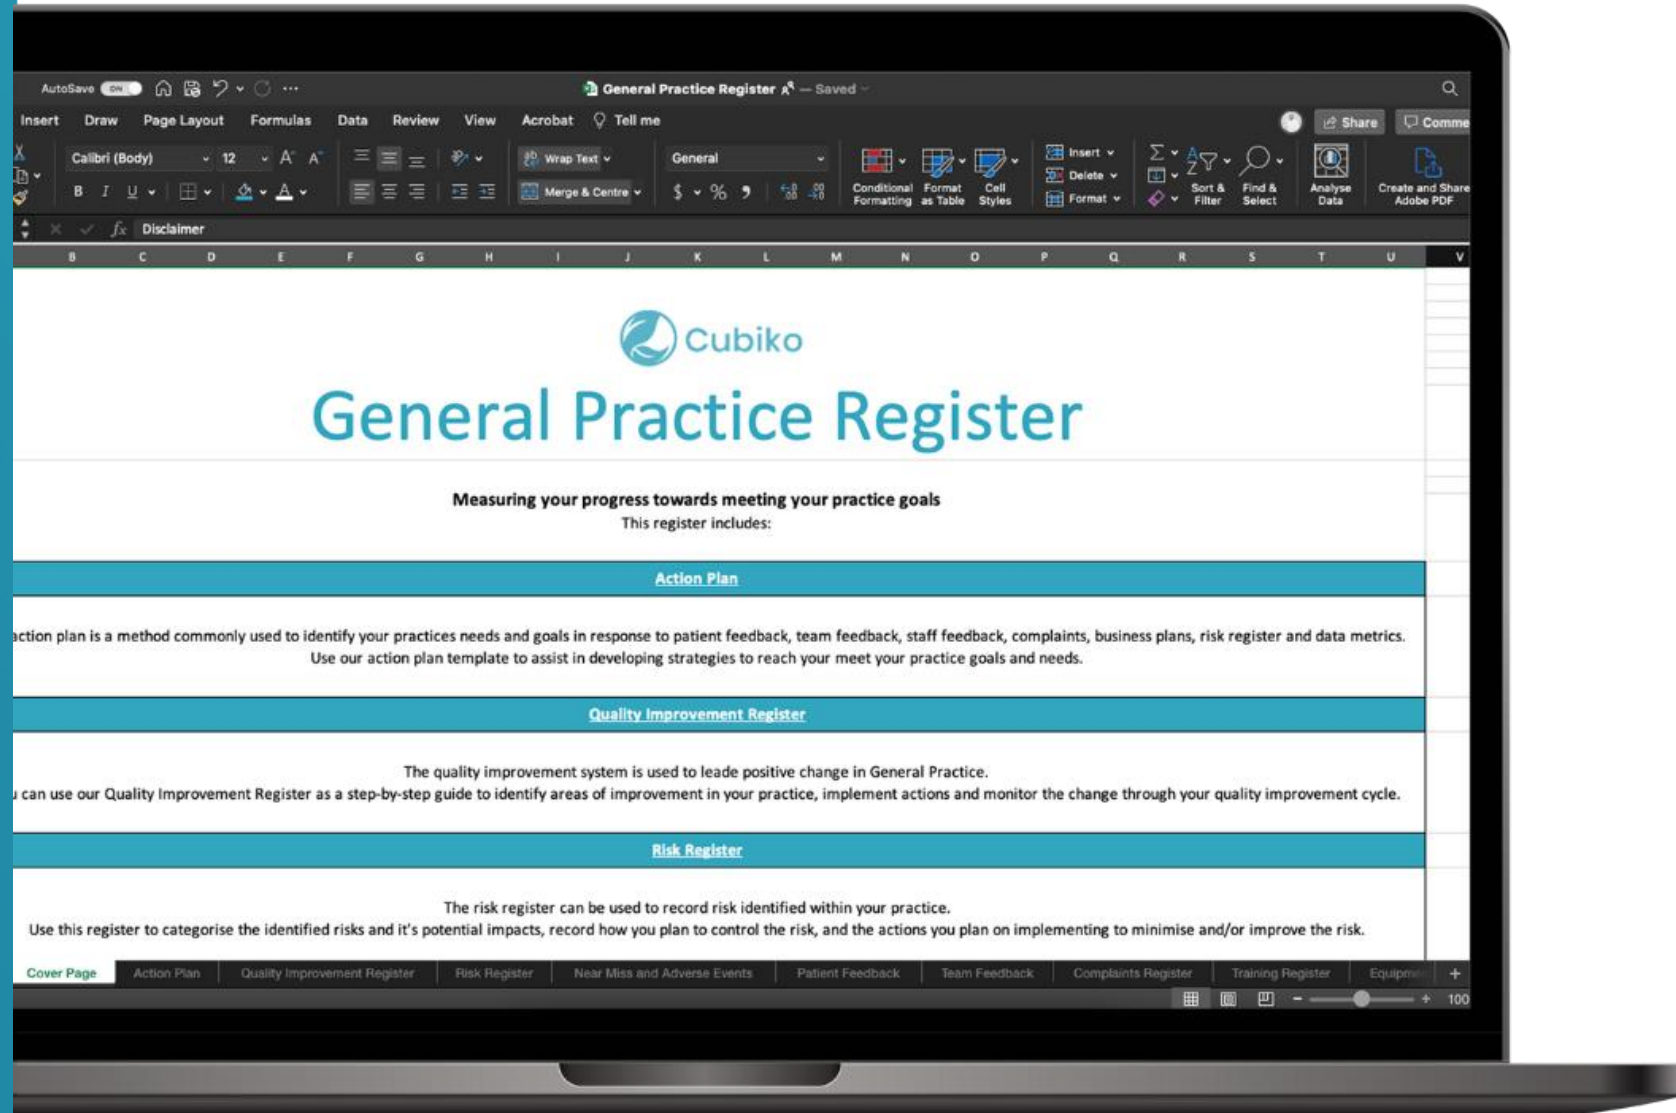 AutoSave ON ... General Practice Register — Saved
Insert Draw Page Layout Formulas Data Review View Acrobat Tell me Share Comme
Calibri (Body) 12 A A Wrap Text General Insert
B I U A Merge & Centre $ % 9 Conditional Formatting Format as Table Cell Styles Delete Format Sort & Filter Find & Select Analyse Data Create and Share Adobe PDF
fx Disclaimer
B C D E F G H I J K L M N O P Q R S T U V
Cubiko
General Practice Register
Measuring your progress towards meeting your practice goals
This register includes:
Action Plan
action plan is a method commonly used to identify your practices needs and goals in response to patient feedback, team feedback, staff feedback, complaints, business plans, risk register and data metrics.
Use our action plan template to assist in developing strategies to reach your meet your practice goals and needs.
Quality Improvement Register
The quality improvement system is used to leade positive change in General Practice.
u can use our Quality Improvement Register as a step-by-step guide to identify areas of improvement in your practice, implement actions and monitor the change through your quality improvement cycle.
Risk Register
The risk register can be used to record risk identified within your practice.
Use this register to categorise the identified risks and it's potential impacts, record how you plan to control the risk, and the actions you plan on implementing to minimise and/or improve the risk.
Cover Page Action Plan Quality Improvement Register Risk Register Near Miss and Adverse Events Patient Feedback Team Feedback Complaints Register Training Register Equipme +
- + 100